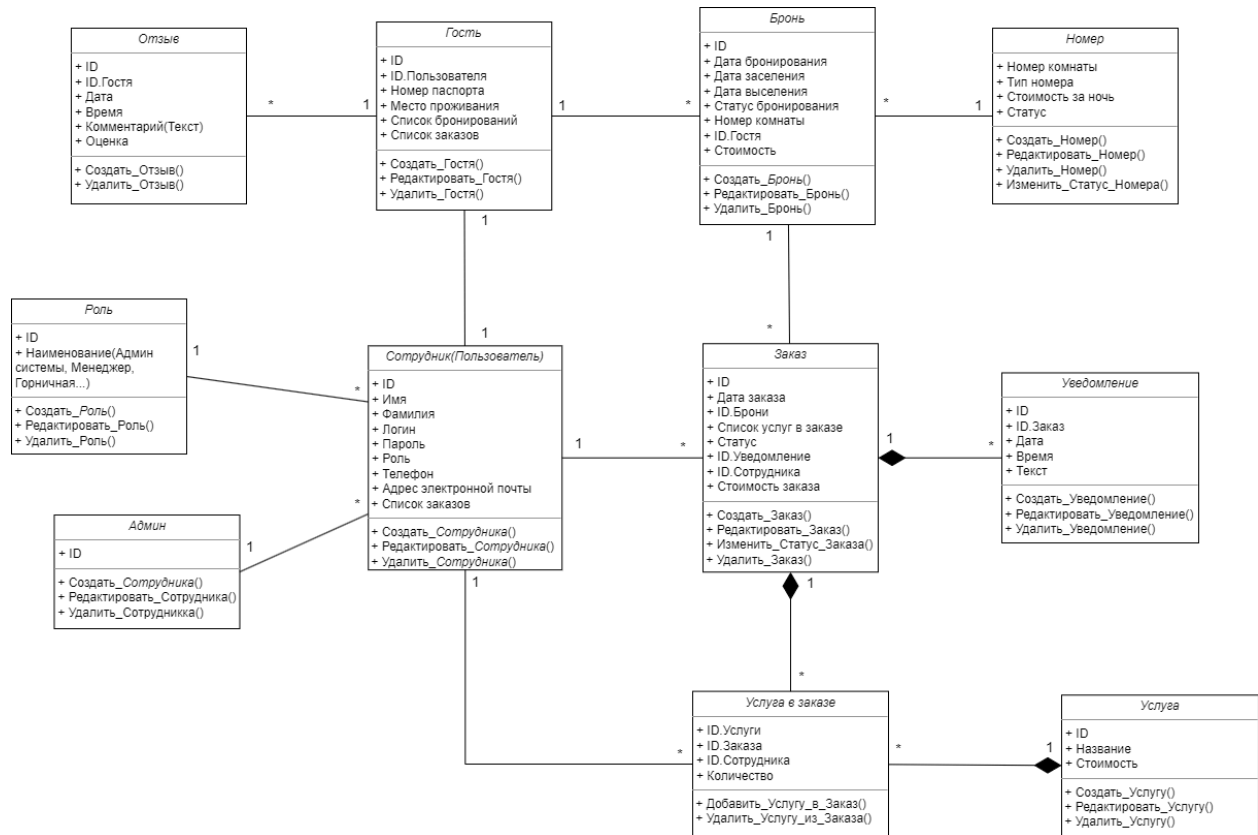 Отзыв
+ ID
+ ID.Гостя
+ Дата
+ Время
+ Комментарий(Текст)
+ Оценка
+ Создать_Отзыв()
+ Удалить_Отзыв()
*
1
Гость
+ ID
+ ID.Пользователя
+ Номер паспорта
+ Место проживания
+ Список бронирований
+ Список заказов
+ Создать_Гостя()
+ Редактировать_Гостя()
+ Удалить_Гостя()
1
*
Бронь
+ ID
+ Дата бронирования
+ Дата заселения
+ Дата выселения
+ Статус бронирования
+ Номер комнаты
+ ID.Гостя
+ Стоимость
+ Создать_Бронь()
+ Редактировать_Бронь()
+ Удалить_Бронь()
*
1
Номер
+ Номер комнаты
+ Тип номера
+ Стоимость за ночь
+ Статус
+ Создать_Номер()
+ Редактировать_Номер()
+ Удалить_Номер()
+ Изменить_Статус_Номера()
1
1
1
*
Роль
+ ID
+ Наименование(Админ
системы, Менеджер,
Горничная...)
+ Создать_Роль()
+ Редактировать_Роль()
+ Удалить_Роль()
1
*
Сотрудник(Пользователь)
+ ID
+ Имя
+ Фамилия
+ Логин
+ Пароль
+ Роль
+ Телефон
+ Адрес электронной почты
+ Список заказов
+ Создать_Сотрудника()
+ Редактировать_Сотрудника()
+ Удалить_Сотрудника()
1
*
Заказ
+ ID
+ Дата заказа
+ ID.Брони
+ Список услуг в заказе
+ Статус
+ ID.Уведомление
+ ID.Сотрудника
+ Стоимость заказа
+ Создать_Заказ()
+ Редактировать_Заказ()
+ Изменить_Статус_Заказа()
+ Удалить_Заказ()
1
*
Уведомление
+ ID
+ ID.Заказ
+ Дата
+ Время
+ Текст
+ Создать_Уведомление()
+ Редактировать_Уведомление()
+ Удалить_Уведомление()
Админ
+ ID
+ Создать_Сотрудника()
+ Редактировать_Сотрудника()
+ Удалить_Сотрудникка()
1
*
1
*
1
*
Услуга в заказе
+ ID.Услуги
+ ID.Заказа
+ ID.Сотрудника
+ Количество
+ Добавить_Услугу_в_Заказ()
+ Удалить_Услугу_из_Заказа()
*
1
Услуга
+ ID
+ Название
+ Стоимость
+ Создать_Услугу()
+ Редактировать_Услугу()
+ Удалить_Услугу()